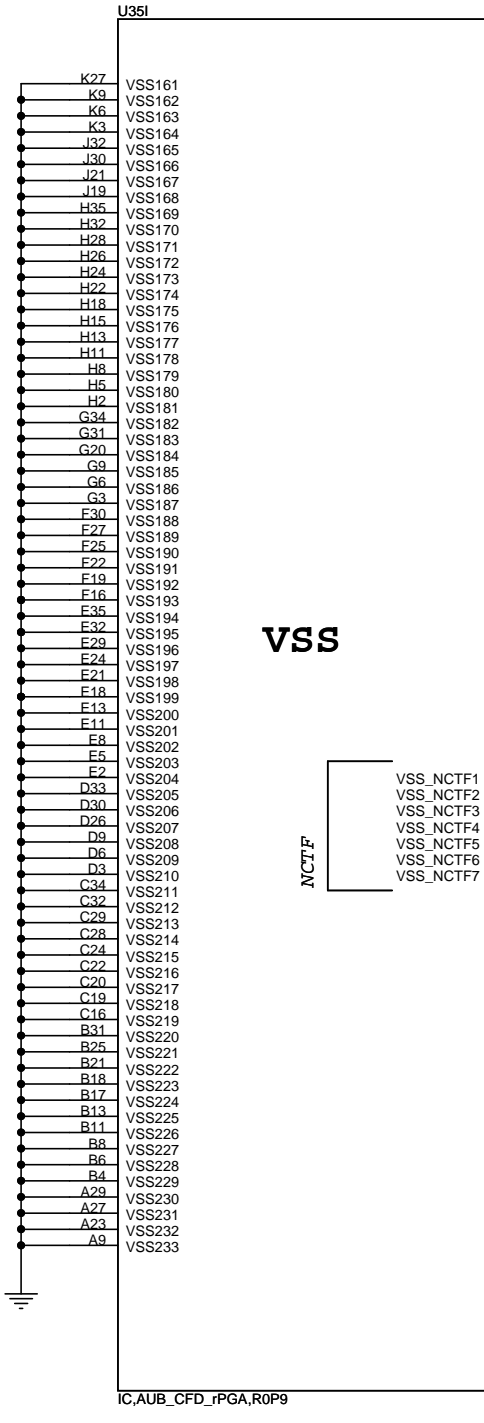 U35I
K27 VSS161
K9 VSS162
K6 VSS163
K3 VSS164
J32 VSS165
J30 VSS166
J21 VSS167
J19 VSS168
H35 VSS169
H32 VSS170
H28 VSS171
H26 VSS172
H24 VSS173
H22 VSS174
H18 VSS175
H15 VSS176
H13 VSS177
H11 VSS178
H8 VSS179
H5 VSS180
H2 VSS181
G34 VSS182
G31 VSS183
G20 VSS184
G9 VSS185
G6 VSS186
G3 VSS187
F30 VSS188
F27 VSS189
F25 VSS190
F22 VSS191
F19 VSS192
F16 VSS193
E35 VSS194
E32 VSS195
E29 VSS196
E24 VSS197
E21 VSS198
E18 VSS199
E13 VSS200
E11 VSS201
E8 VSS202
E5 VSS203
E2 VSS204
D33 VSS205
D30 VSS206
D26 VSS207
D9 VSS208
D6 VSS209
D3 VSS210
C34 VSS211
C32 VSS212
C29 VSS213
C28 VSS214
C24 VSS215
C22 VSS216
C20 VSS217
C19 VSS218
C16 VSS219
B31 VSS220
B25 VSS221
B21 VSS222
B18 VSS223
B17 VSS224
B13 VSS225
B11 VSS226
B8 VSS227
B6 VSS228
B4 VSS229
A29 VSS230
A27 VSS231
A23 VSS232
A9 VSS233
VSS
NCTF
VSS_NCTF1
VSS_NCTF2
VSS_NCTF3
VSS_NCTF4
VSS_NCTF5
VSS_NCTF6
VSS_NCTF7
IC,AUB_CFD_rPGA,R0P9